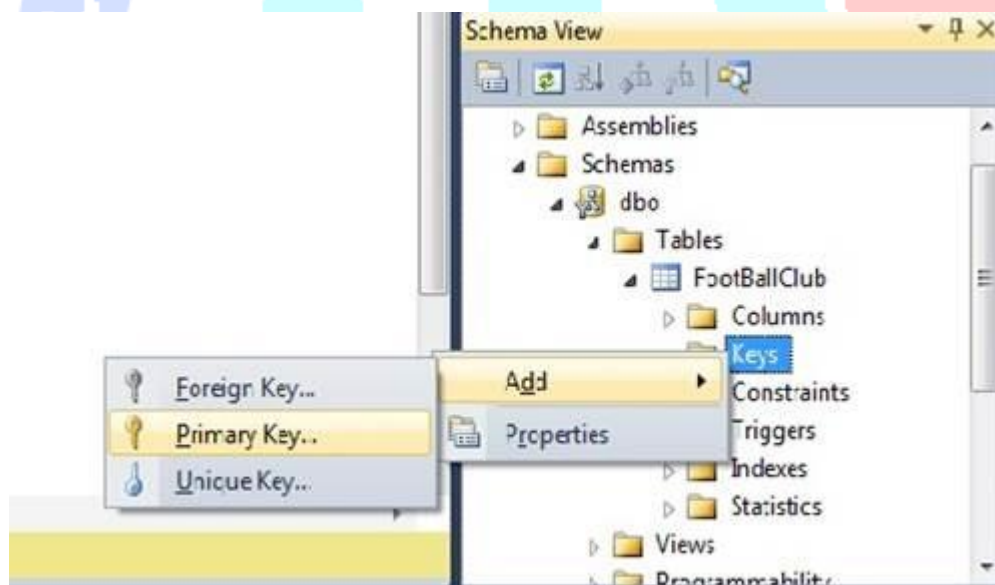 Schema View
Assemblies
Schemas
dbo
Tables
FootBallClub
Columns
Keys
Constraints
Triggers
Indexes
Statistics
Views
Programmability
Add
Properties
Foreign Key...
Primary Key...
Unique Key...